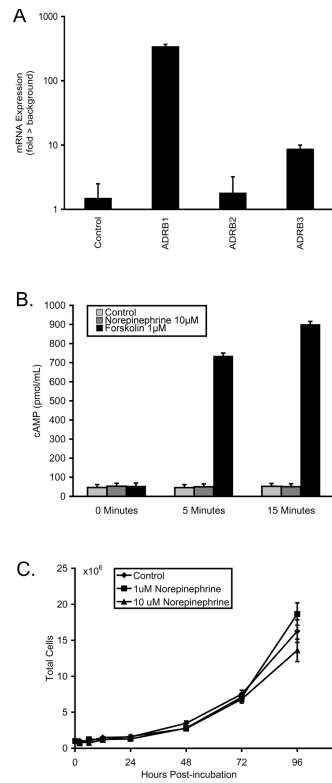 A
mRNA Expression
(fold > background)
1000
100
10
1
Control
ADRB1
ADRB2
ADRB3
B.
Control
Norepinephrine 10µM
Forskolin 1µM
cAMP (pmol/mL)
1000
900
800
700
600
500
400
300
200
100
0
0 Minutes
5 Minutes
15 Minutes
C.
x10⁶
Control
1uM Norepinephrine
10 uM Norepinephrine
Total Cells
25
20
15
10
5
0
0
24
48
72
96
Hours Post-incubation